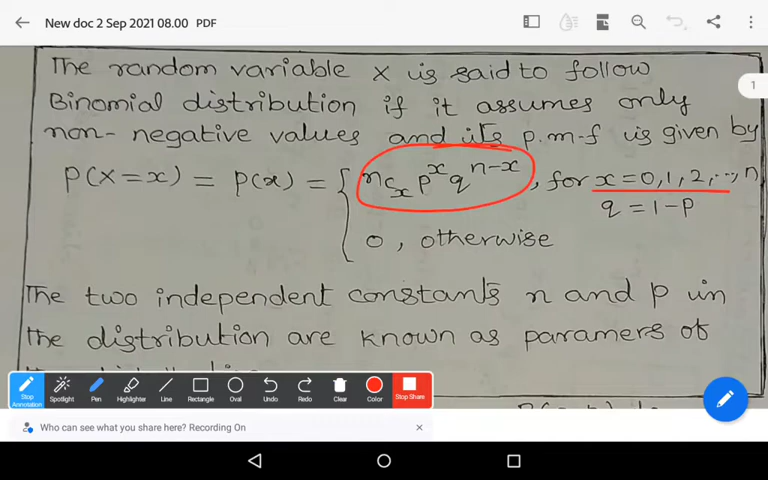 New doc 2 Sep 2021 08.00 PDF
1
The random variable X is said to follow
Binomial distribution if it assumes only
non-negative values and its p.m.f is given by
P(X=x) = p(x) = { ⁿCₓ pˣ qⁿ⁻ˣ, for x = 0, 1, 2, ..., n
q = 1-p
0, otherwise
The two independent constants n and p in
the distribution are known as paramers of
Stop Annotation Spotlight Pen Highlighter Line Rectangle Oval Undo Redo Clear Color Stop Share
Who can see what you share here? Recording On